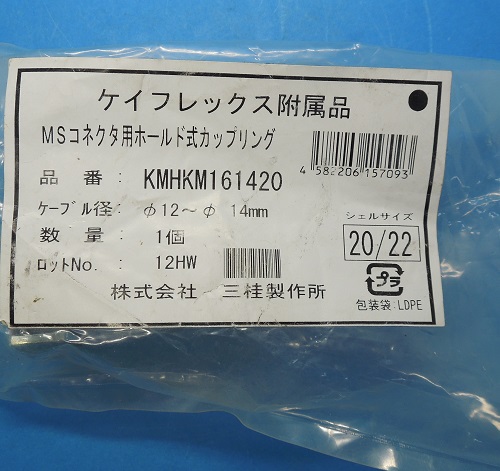 ケイフレックス附属品
MSコネクタ用ホールド式カップリング
4 582206 157093
品番: KMHKM161420
ケーブル径: φ12～φ 14mm
シェルサイズ
数量: 1個
20/22
ロットNo.: 12HW
プラ
株式会社 三桂製作所
包装袋:LDPE